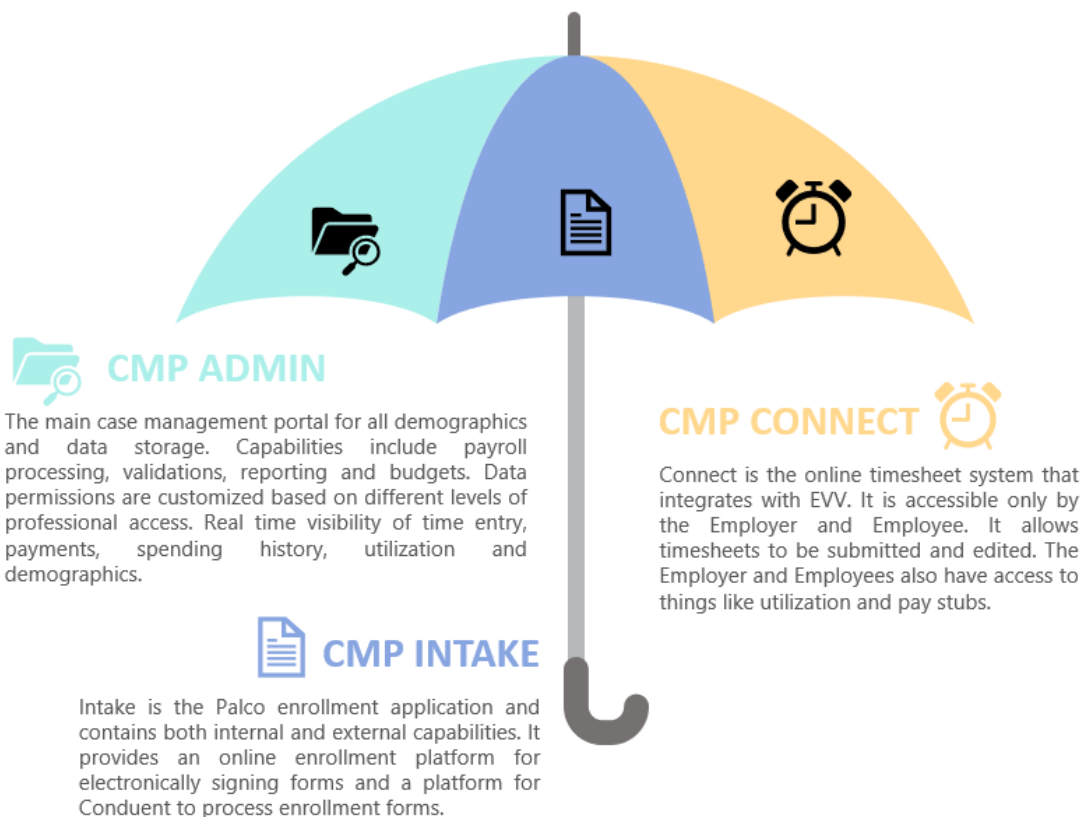 CMP ADMIN
The main case management portal for all demographics
and data storage. Capabilities include payroll
processing, validations, reporting and budgets. Data
permissions are customized based on different levels of
professional access. Real time visibility of time entry,
payments, spending history, utilization and
demographics.
CMP CONNECT
Connect is the online timesheet system that
integrates with EVV. It is accessible only by
the Employer and Employee. It allows
timesheets to be submitted and edited. The
Employer and Employees also have access to
things like utilization and pay stubs.
CMP INTAKE
Intake is the Palco enrollment application and
contains both internal and external capabilities. It
provides an online enrollment platform for
electronically signing forms and a platform for
Conduent to process enrollment forms.